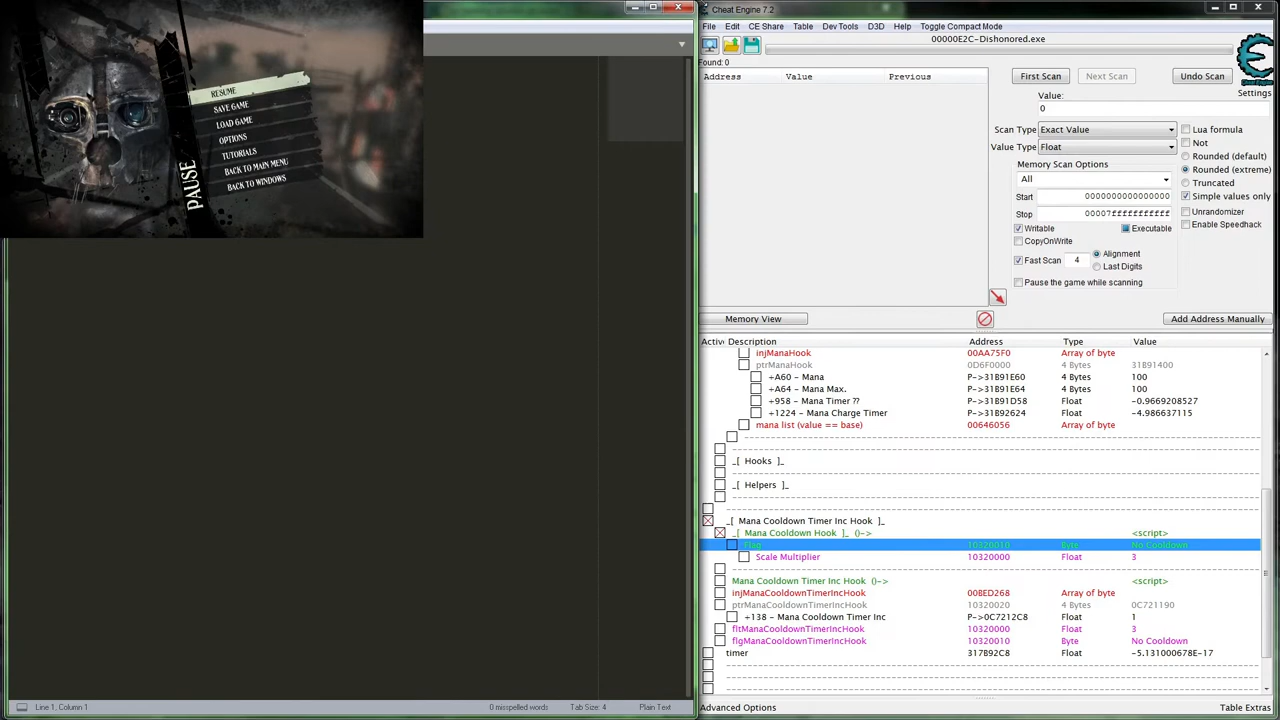 RESUME
SAVE GAME
LOAD GAME
OPTIONS
TUTORIALS
BACK TO MAIN MENU
BACK TO WINDOWS
PAUSE
Line 1, Column 1
0 misspelled words
Tab Size: 4
Plain Text
Cheat Engine 7.2
File Edit CE Share Table Dev Tools D3D Help Toggle Compact Mode
00000E2C-Dishonored.exe
Found: 0
Address Value Previous
First Scan Next Scan Undo Scan
Settings
Value:
0
Scan Type Exact Value
Lua formula
Not
Value Type Float
Rounded (default)
Memory Scan Options
Rounded (extreme)
All
Truncated
Start 0000000000000000
Simple values only
Stop 00007fffffffffff
Unrandomizer
Writable Executable
Enable Speedhack
CopyOnWrite
Fast Scan 4 Alignment
Last Digits
Pause the game while scanning
Memory View
Add Address Manually
Active Description Address Type Value
injManaHook 00AA75F0 Array of byte
ptrManaHook 0D6F0000 4 Bytes 31B91400
+A60 - Mana P->31B91E60 4 Bytes 100
+A64 - Mana Max. P->31B91E64 4 Bytes 100
+958 - Mana Timer ?? P->31B91D58 Float -0.9669208527
+1224 - Mana Charge Timer P->31B92624 Float -4.986637115
mana list (value == base) 00646056 Array of byte
_[ Hooks ]_
_[ Helpers ]_
_[ Mana Cooldown Timer Inc Hook ]_
_[ Mana Cooldown Hook ]_ ()-> <script>
Flag 10320010 Byte No Cooldown
Scale Multiplier 10320000 Float 3
Mana Cooldown Timer Inc Hook ()-> <script>
injManaCooldownTimerIncHook 00BED268 Array of byte
ptrManaCooldownTimerIncHook 10320020 4 Bytes 0C721190
+138 - Mana Cooldown Timer Inc P->0C7212C8 Float 1
fltManaCooldownTimerIncHook 10320000 Float 3
flgManaCooldownTimerIncHook 10320010 Byte No Cooldown
timer 317B92C8 Float -5.131000678E-17
Advanced Options
Table Extras